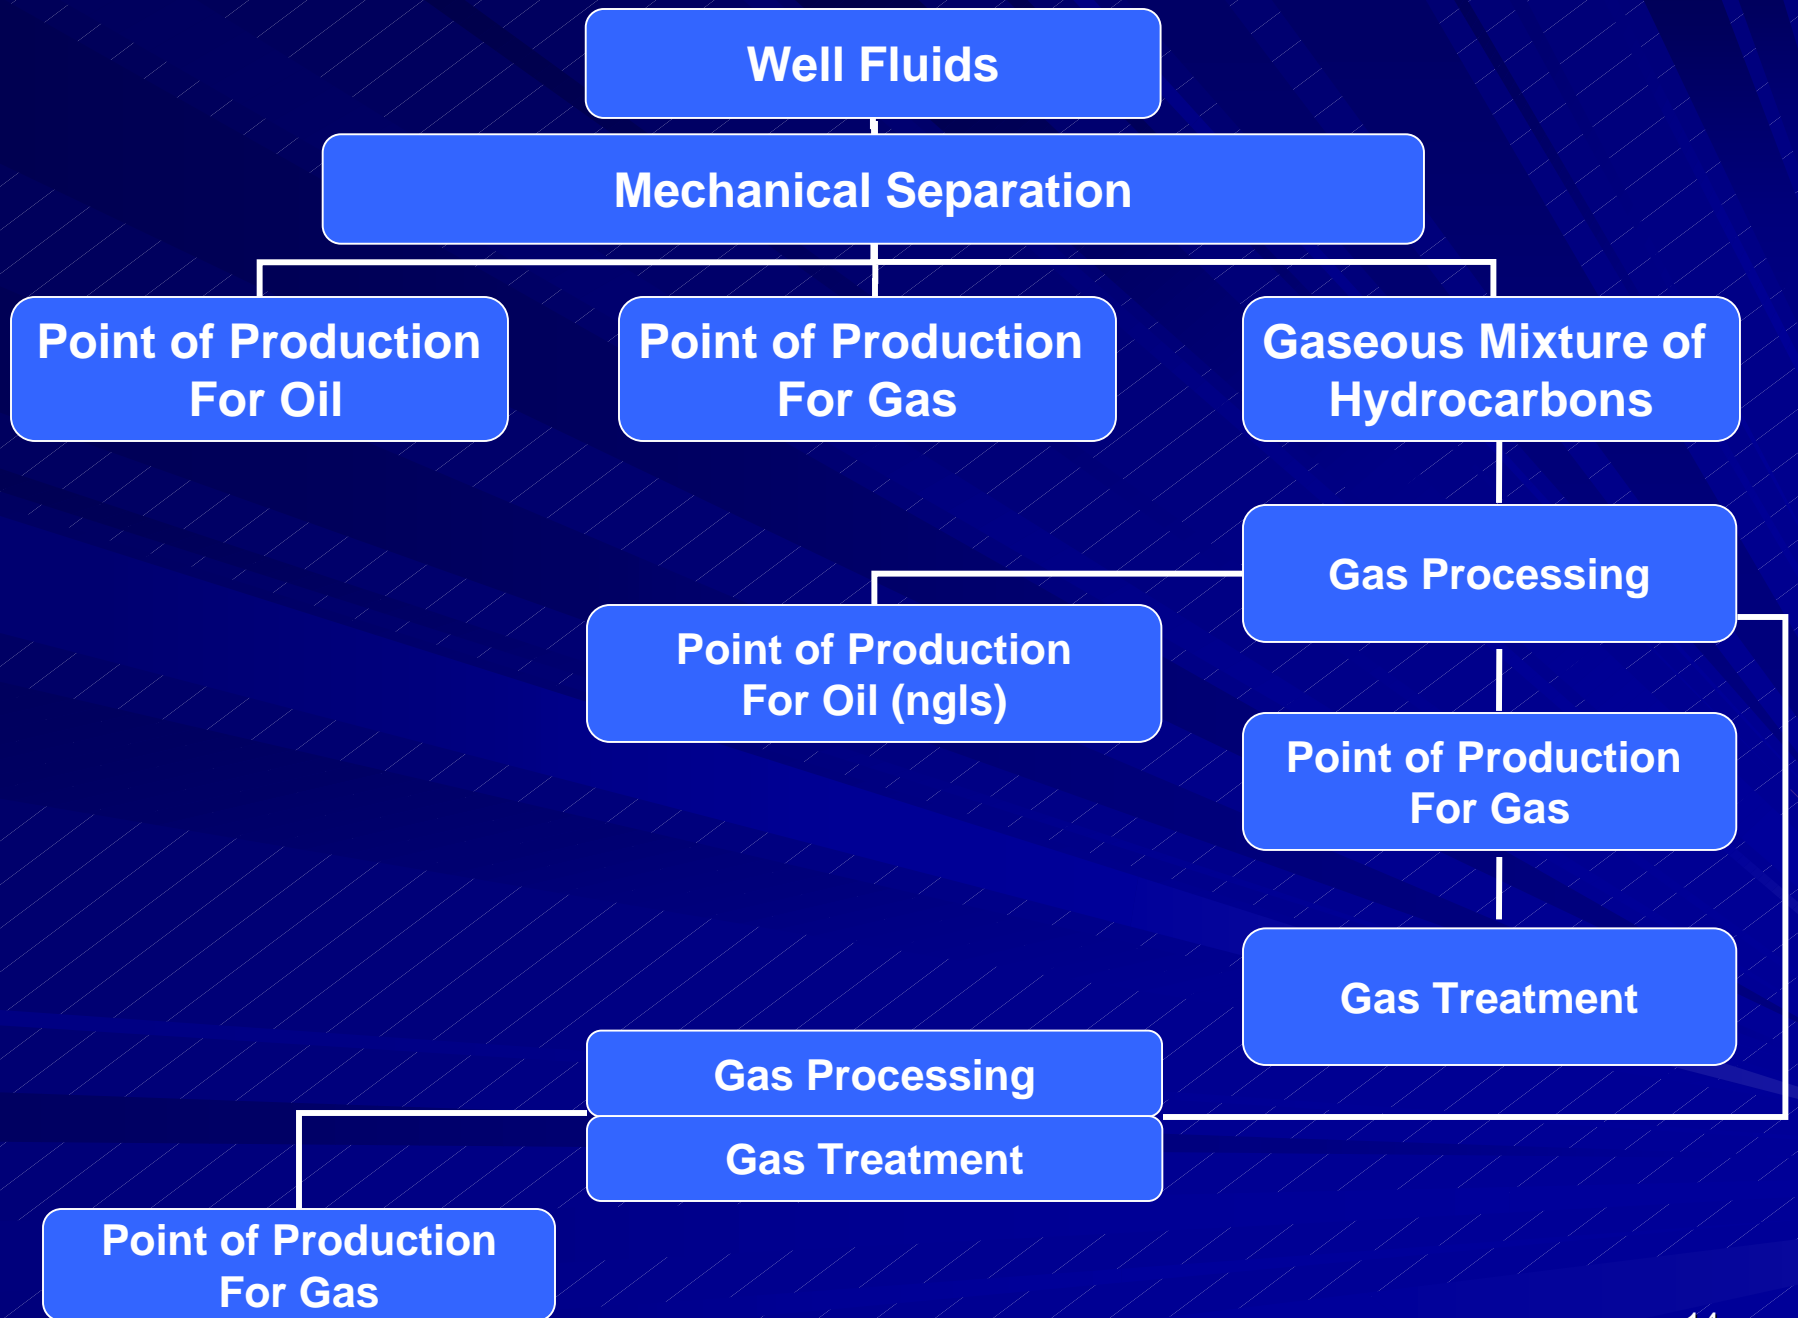 Well Fluids
Mechanical Separation
Point of Production
For Oil
Point of Production
For Gas
Gaseous Mixture of
Hydrocarbons
Gas Processing
Point of Production
For Oil (ngls)
Point of Production
For Gas
Gas Treatment
Gas Processing
Gas Treatment
Point of Production
For Gas